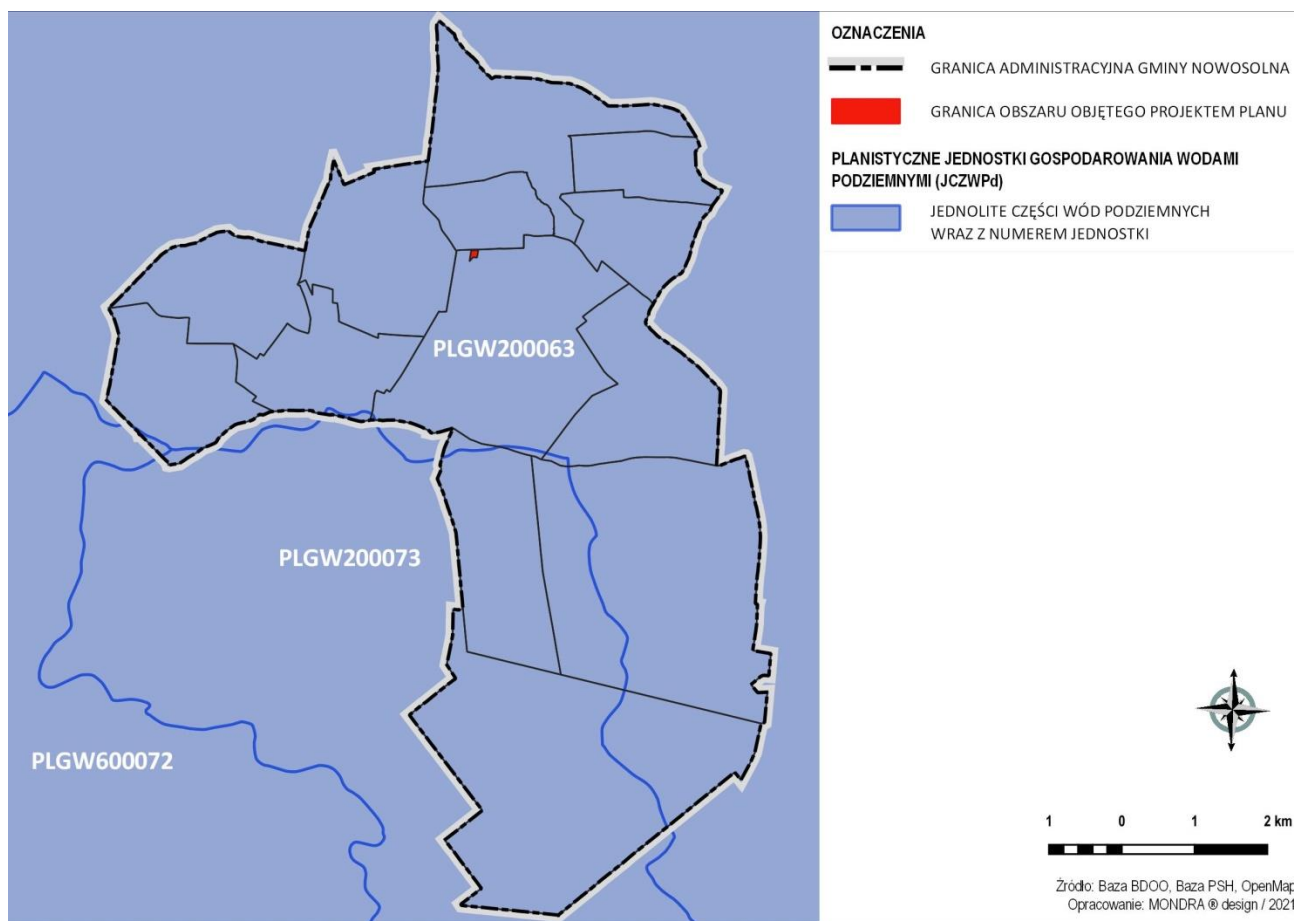 OZNACZENIA
GRANICA ADMINISTRACYJNA GMINY NOWOSOLNA
GRANICA OBSZARU OBJĘTEGO PROJEKTEM PLANU
PLANISTYCZNE JEDNOSTKI GOSPODAROWANIA WODAMI
PODZIEMNYMI (JCZWPd)
JEDNOLITE CZĘŚCI WÓD PODZIEMNYCH
WRAZ Z NUMEREM JEDNOSTKI
PLGW200063
PLGW200073
PLGW600072
1 0 1 2 km
Źródło: Baza BDOO, Baza PSH, OpenMap
Opracowanie: MONDRA ® design / 2021